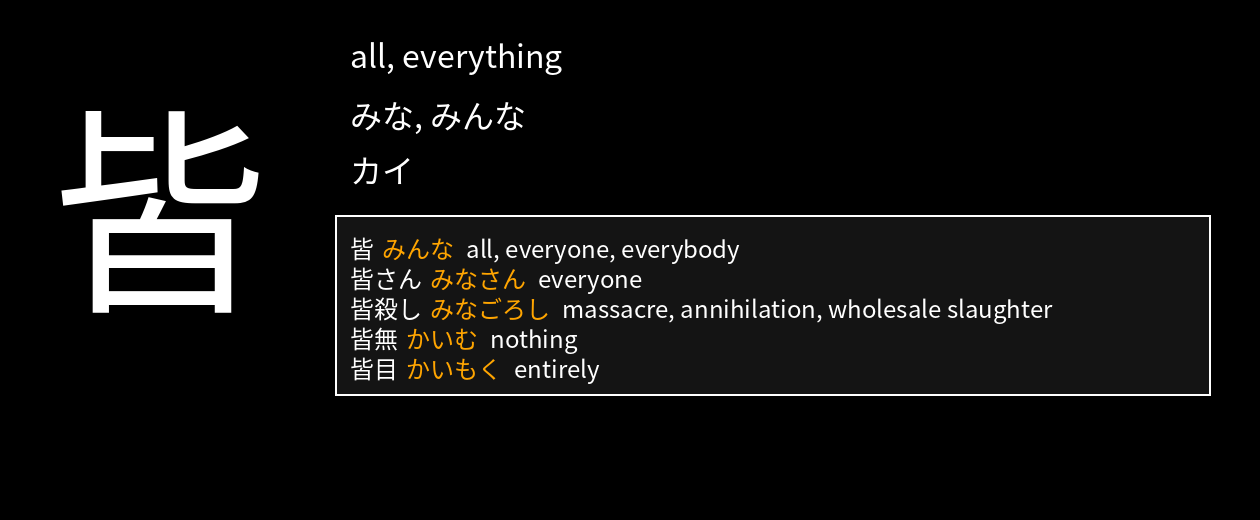 皆
all, everything
みな, みんな
カイ
皆 みんな all, everyone, everybody
皆さん みなさん everyone
皆殺し みなごろし massacre, annihilation, wholesale slaughter
皆無 かいむ nothing
皆目 かいもく entirely